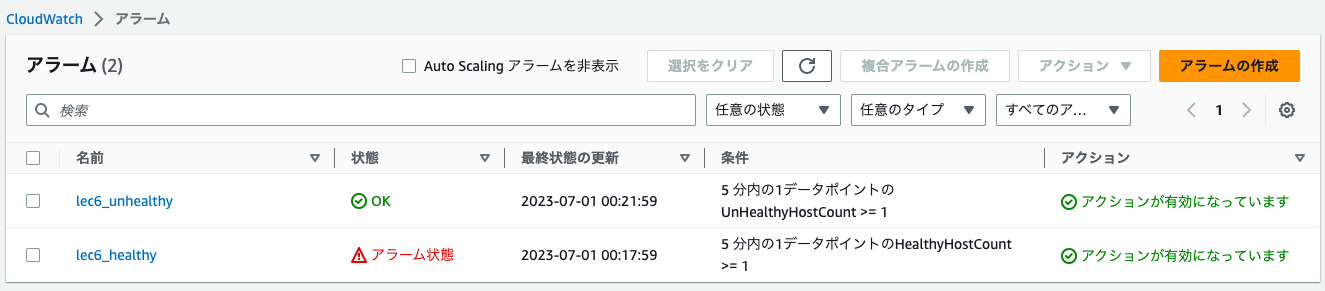 CloudWatch > アラーム
アラーム (2)
Auto Scaling アラームを非表示
選択をクリア
複合アラームの作成
アクション
アラームの作成
検索
任意の状態
任意のタイプ
すべてのア...
1
名前
状態
最終状態の更新
条件
アクション
lec6_unhealthy
OK
2023-07-01 00:21:59
5 分内の1データポイントの
UnHealthyHostCount >= 1
アクションが有効になっています
lec6_healthy
アラーム状態
2023-07-01 00:17:59
5 分内の1データポイントのHealthyHostCount
>= 1
アクションが有効になっています